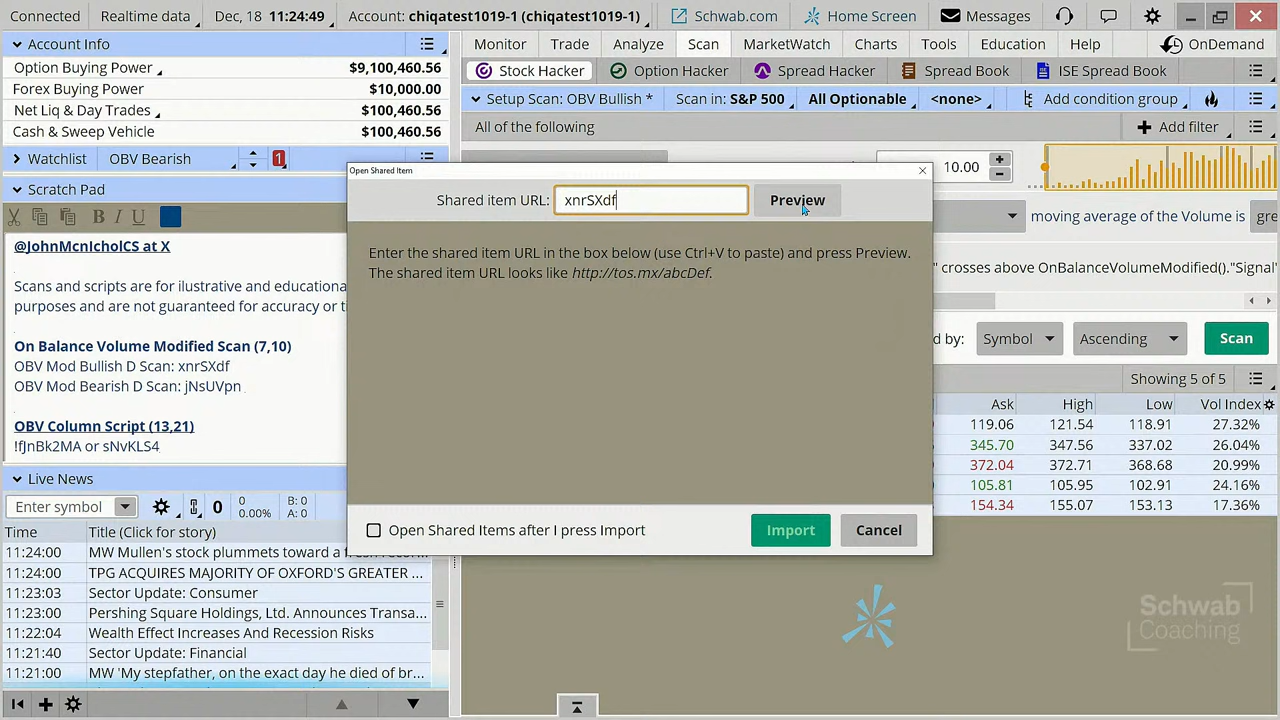 Connected Realtime data Dec, 18 11:24:49 Account: chiqatest1019-1 (chiqatest1019-1) Schwab.com Home Screen Messages
Account Info
Option Buying Power $9,100,460.56
Forex Buying Power $10,000.00
Net Liq & Day Trades $100,460.56
Cash & Sweep Vehicle $100,460.56
Watchlist OBV Bearish 1
Scratch Pad
B I U
@JohnMcnIcholCS at X
Scans and scripts are for ilustrative and educationa
purposes and are not guaranteed for accuracy or ti
On Balance Volume Modified Scan (7,10)
OBV Mod Bullish D Scan: xnrSXdf
OBV Mod Bearish D Scan: jNsUVpn
OBV Column Script (13,21)
!fJnBk2MA or sNvKLS4
Live News
Enter symbol 0 0 0.00% B: 0 A: 0
Time Title (Click for story)
11:24:00 MW Mullen's stock plummets toward a fresh record...
11:24:00 TPG ACQUIRES MAJORITY OF OXFORD'S GREATER ...
11:23:03 Sector Update: Consumer
11:23:00 Pershing Square Holdings, Ltd. Announces Transa...
11:22:04 Wealth Effect Increases And Recession Risks
11:21:40 Sector Update: Financial
11:21:00 MW 'My stepfather, on the exact day he died of br...
Monitor Trade Analyze Scan MarketWatch Charts Tools Education Help OnDemand
Stock Hacker Option Hacker Spread Hacker Spread Book ISE Spread Book
Setup Scan: OBV Bullish * Scan in: S&P 500 All Optionable <none> Add condition group
All of the following Add filter
10.00
moving average of the Volume is gre
" crosses above OnBalanceVolumeModified()."Signal"
d by: Symbol Ascending Scan
Showing 5 of 5
Ask High Low Vol Index
119.06 121.54 118.91 27.32%
345.70 347.56 337.02 26.04%
372.04 372.71 368.68 20.99%
105.81 105.95 102.91 24.16%
154.34 155.07 153.13 17.36%
Open Shared Item
Shared item URL: xnrSXdf Preview
Enter the shared item URL in the box below (use Ctrl+V to paste) and press Preview.
The shared item URL looks like http://tos.mx/abcDef.
Open Shared Items after I press Import Import Cancel
Schwab
Coaching